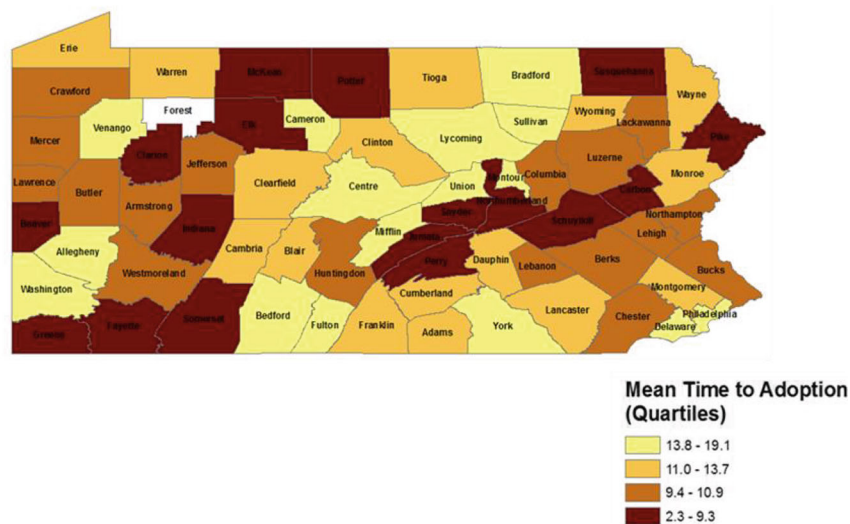 Erie
Warren
McKean
Potter
Tioga
Bradford
Susquehanna
Wayne
Crawford
Forest
Venango
Elk
Cameron
Sullivan
Wyoming
Lackawanna
Pike
Mercer
Clarion
Jefferson
Clinton
Lycoming
Luzerne
Monroe
Lawrence
Butler
Armstrong
Clearfield
Centre
Union
Montour
Columbia
Carbon
Northampton
Beaver
Indiana
Snyder
Northumberland
Schuylkill
Lehigh
Allegheny
Cambria
Blair
Mifflin
Juniata
Perry
Dauphin
Lebanon
Berks
Bucks
Westmoreland
Huntingdon
Washington
Cumberland
Montgomery
Lancaster
Chester
Philadelphia
Delaware
Greene
Fayette
Somerset
Bedford
Fulton
Franklin
Adams
York
Mean Time to Adoption
(Quartiles)
13.8 - 19.1
11.0 - 13.7
9.4 - 10.9
2.3 - 9.3